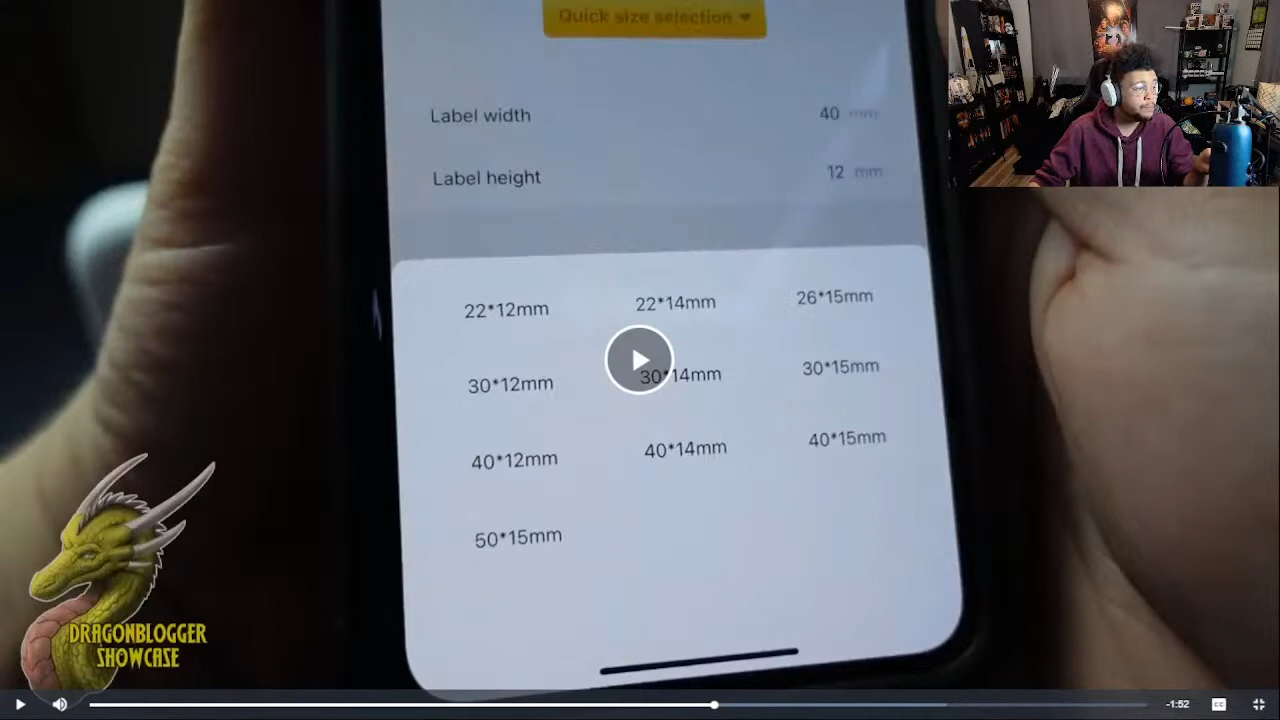 Quick size selection
Label width 40 mm
Label height 12 mm
22*12mm 22*14mm 26*15mm
30*12mm 30*14mm 30*15mm
40*12mm 40*14mm 40*15mm
50*15mm
DRAGONBLOGGER
SHOWCASE
-1:52 CC